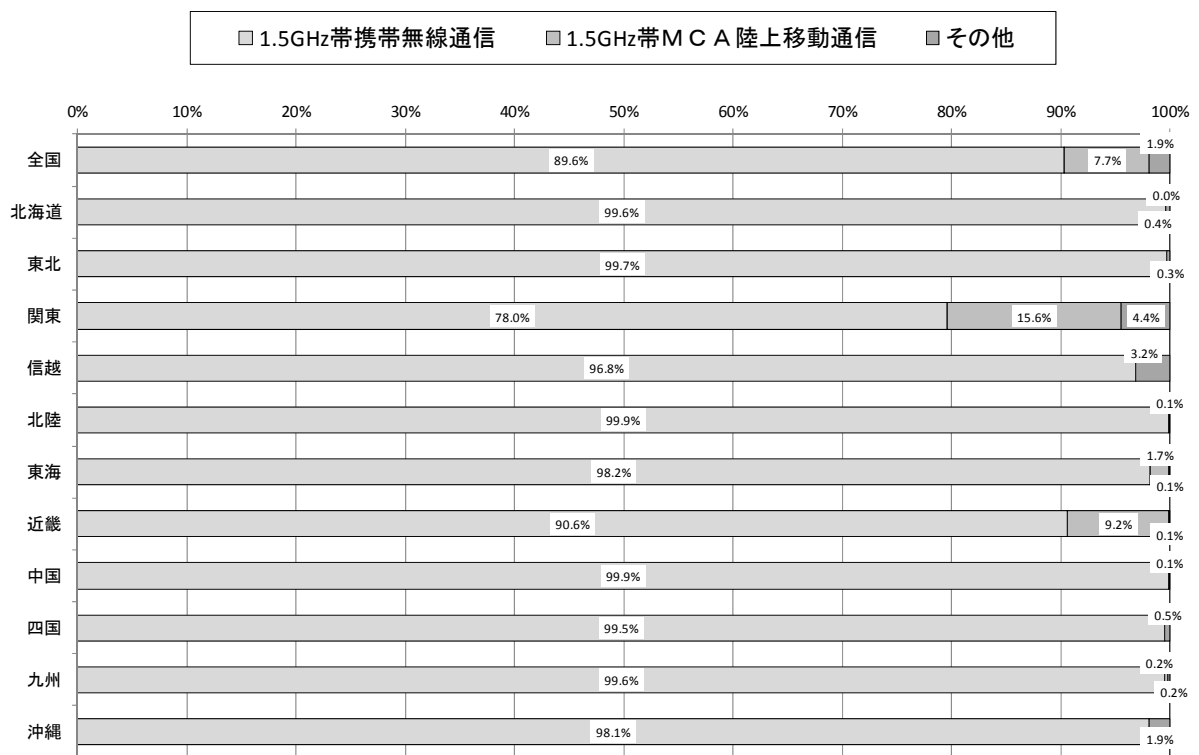 1.5GHz帯携帯無線通信 1.5GHz帯MCA陸上移動通信 その他
0% 10% 20% 30% 40% 50% 60% 70% 80% 90% 100%
全国 89.6% 7.7% 1.9%
北海道 99.6% 0.0% 0.4%
東北 99.7% 0.3%
関東 78.0% 15.6% 4.4%
信越 96.8% 3.2%
北陸 99.9% 0.1%
東海 98.2% 1.7% 0.1%
近畿 90.6% 9.2% 0.1%
中国 99.9% 0.1%
四国 99.5% 0.5%
九州 99.6% 0.2% 0.2%
沖縄 98.1% 1.9%